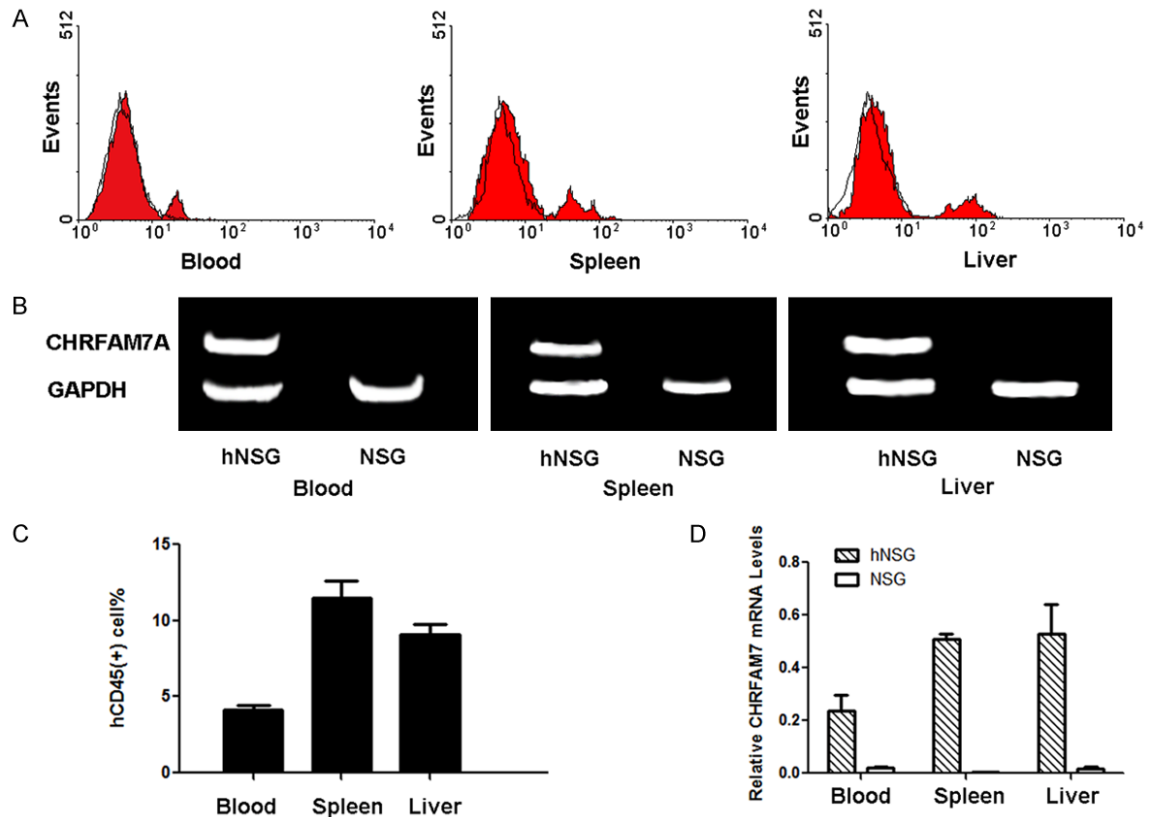 A
512
Events
0
10^0 10^1 10^2 10^3 10^4
Blood
512
Events
0
10^0 10^1 10^2 10^3 10^4
Spleen
512
Events
0
10^0 10^1 10^2 10^3 10^4
Liver
B
CHRFAM7A
GAPDH
hNSG NSG
Blood
hNSG NSG
Spleen
hNSG NSG
Liver
C
hCD45(+) cell%
15
10
5
0
Blood Spleen Liver
D
Relative CHRFAM7 mRNA Levels
hNSG
NSG
0.8
0.6
0.4
0.2
0.0
Blood Spleen Liver